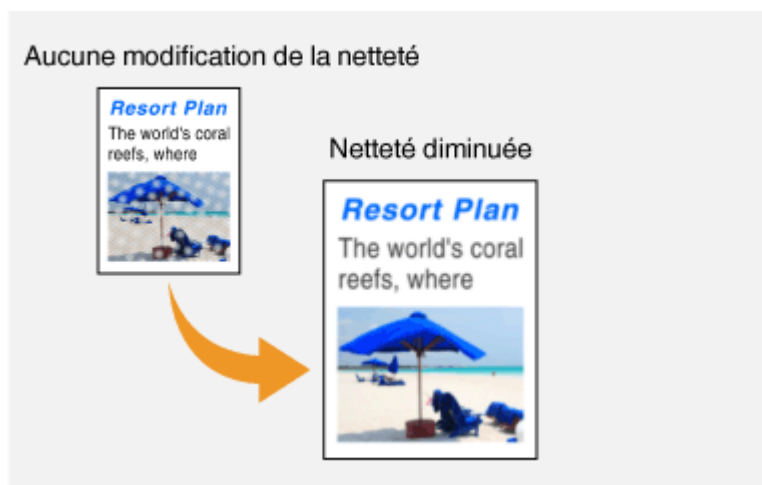 Aucune modification de la netteté
Resort Plan
The world's coral
reefs, where
Netteté diminuée
Resort Plan
The world's coral
reefs, where